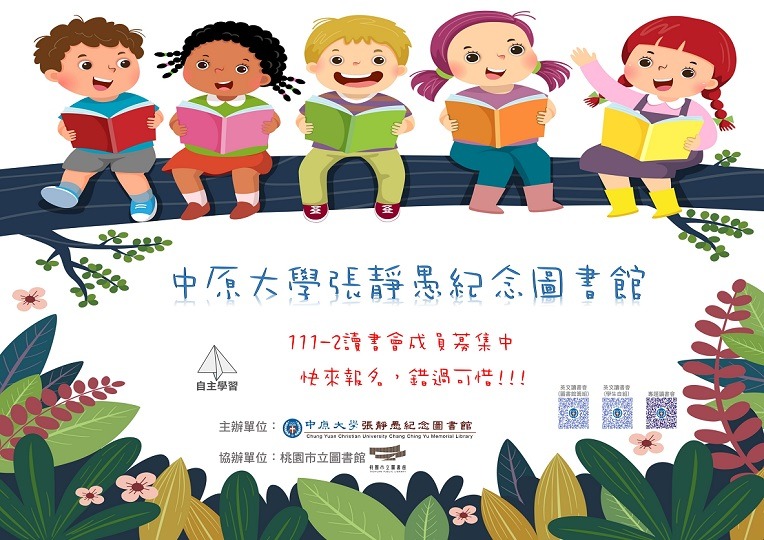 中原大學張靜愚紀念圖書館
111-2讀書會成員募集中
快來報名，錯過可惜!!!
自主學習
英文讀書會 英文讀書會 專題讀書會
(圖書館籌組) (學生自組)
主辦單位：中原大學張靜愚紀念圖書館
Chung Yuan Christian University Chang Ching Yu Memorial Library
協辦單位：桃園市立圖書館 桃園市立圖書館